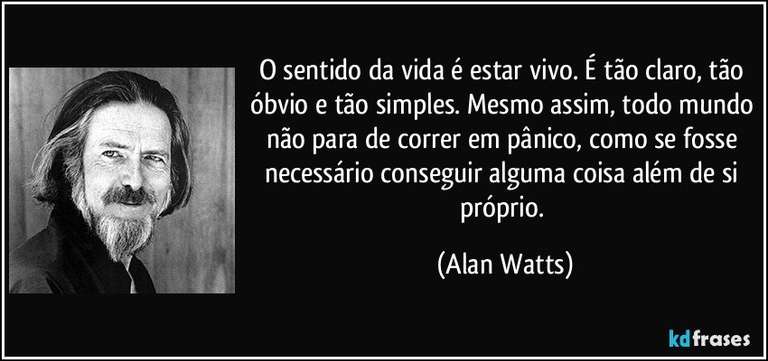 O sentido da vida é estar vivo. É tão claro, tão
óbvio e tão simples. Mesmo assim, todo mundo
não para de correr em pânico, como se fosse
necessário conseguir alguma coisa além de si
próprio.
(Alan Watts)
kdfrases